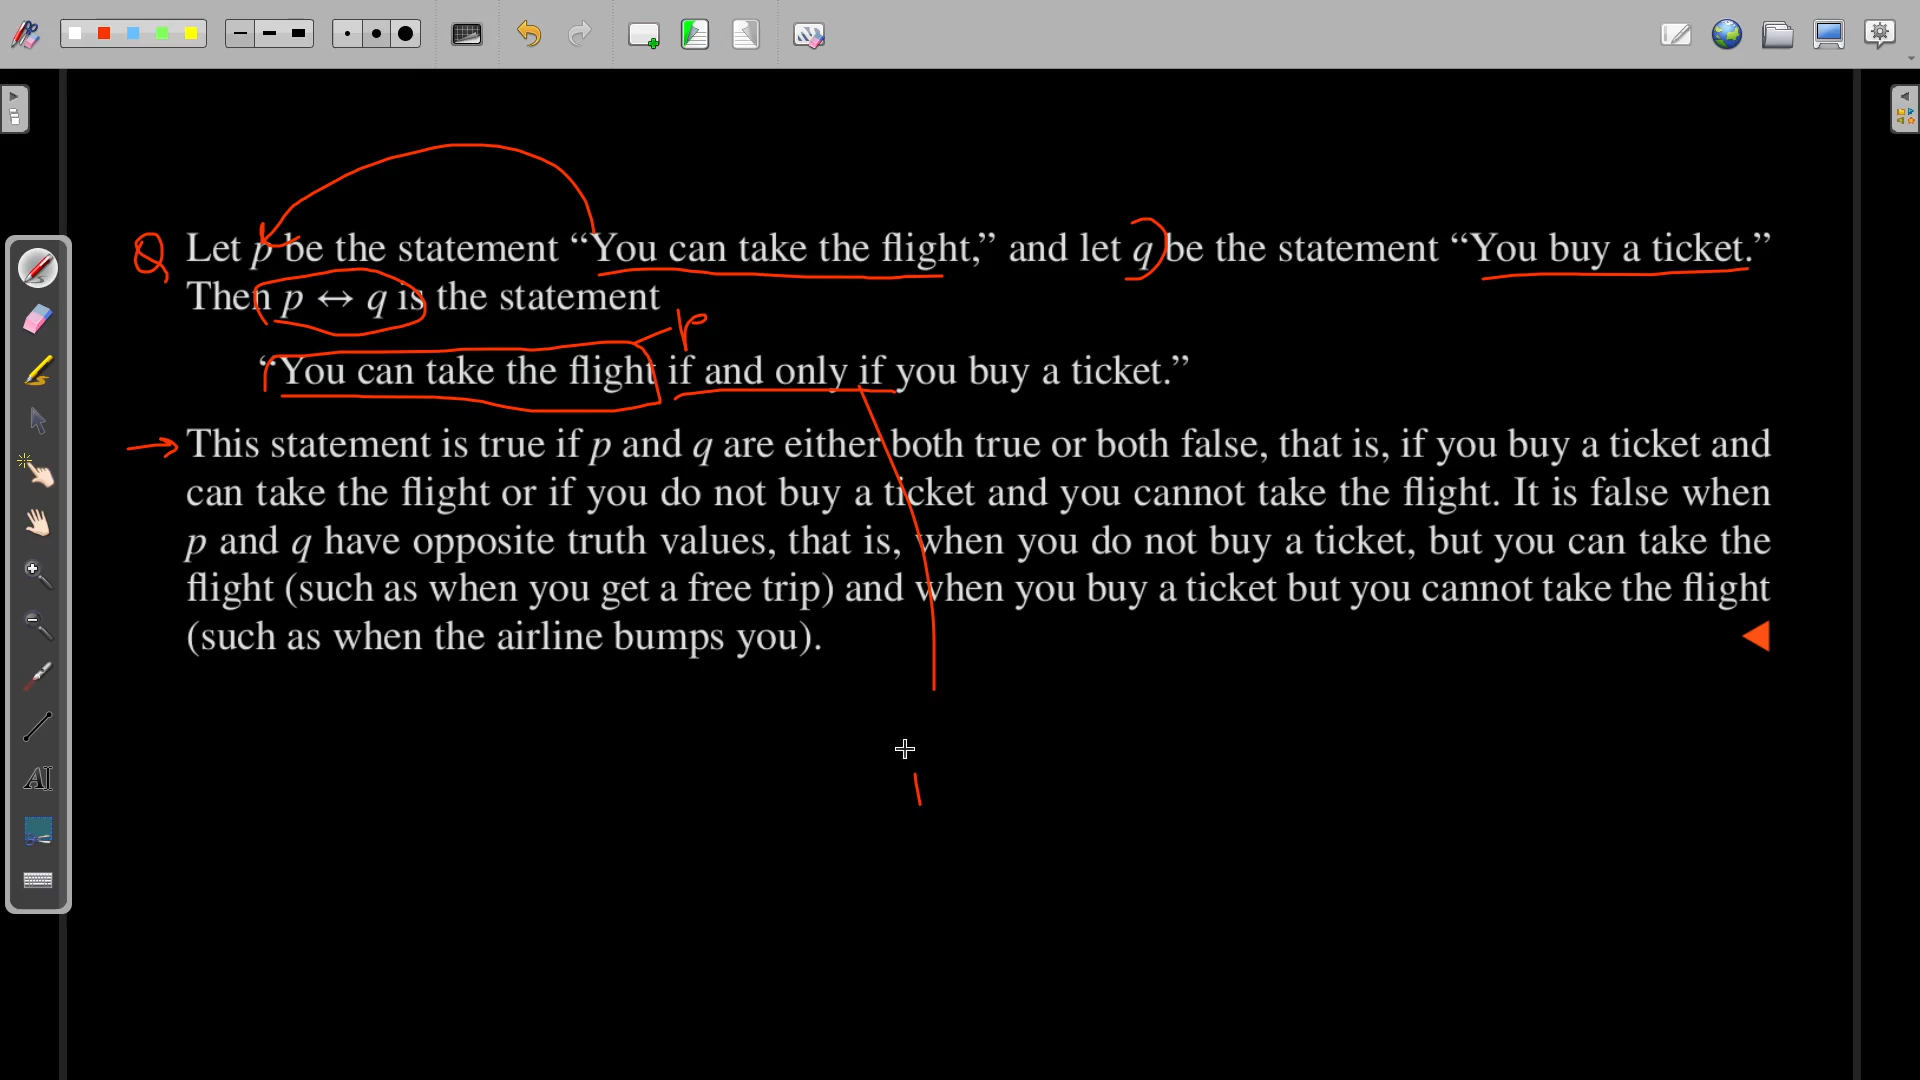 Q Let p be the statement “You can take the flight,” and let q be the statement “You buy a ticket.”
Then p ↔ q is the statement
p
“You can take the flight if and only if you buy a ticket.”
→ This statement is true if p and q are either both true or both false, that is, if you buy a ticket and
can take the flight or if you do not buy a ticket and you cannot take the flight. It is false when
p and q have opposite truth values, that is, when you do not buy a ticket, but you can take the
flight (such as when you get a free trip) and when you buy a ticket but you cannot take the flight
(such as when the airline bumps you).